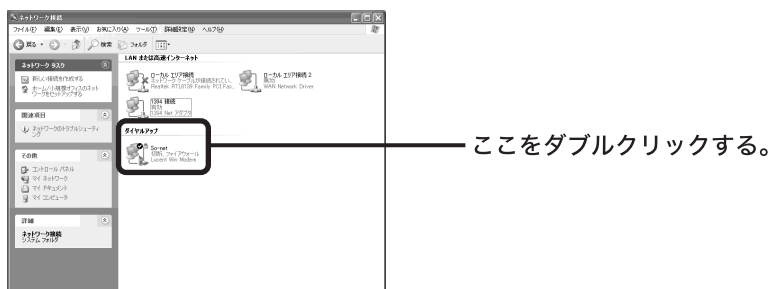 ネットワーク接続
ファイル(F) 編集(E) 表示(V) お気に入り(A) ツール(T) 詳細設定(N) ヘルプ(H)
戻る 検索 フォルダ
ネットワーク タスク
新しい接続を作成する
ホーム/小規模オフィスのネット
ワークをセットアップする
関連項目
ネットワークのトラブルシューティ
ング
その他
コントロール パネル
マイ ネットワーク
マイ ドキュメント
マイ コンピュータ
詳細
ネットワーク接続
システム フォルダ
LAN または高速インターネット
ローカル エリア接続
ネットワーク ケーブルが接続されてい...
Realtek RTL8139 Family PCI Fas...
ローカル エリア接続 2
有効
WAN Network Driver
1394 接続
有効
1394 Net アダプタ
ダイヤルアップ
So-net
切断, ファイアウォール
Lucent Win Modem
ここをダブルクリックする。